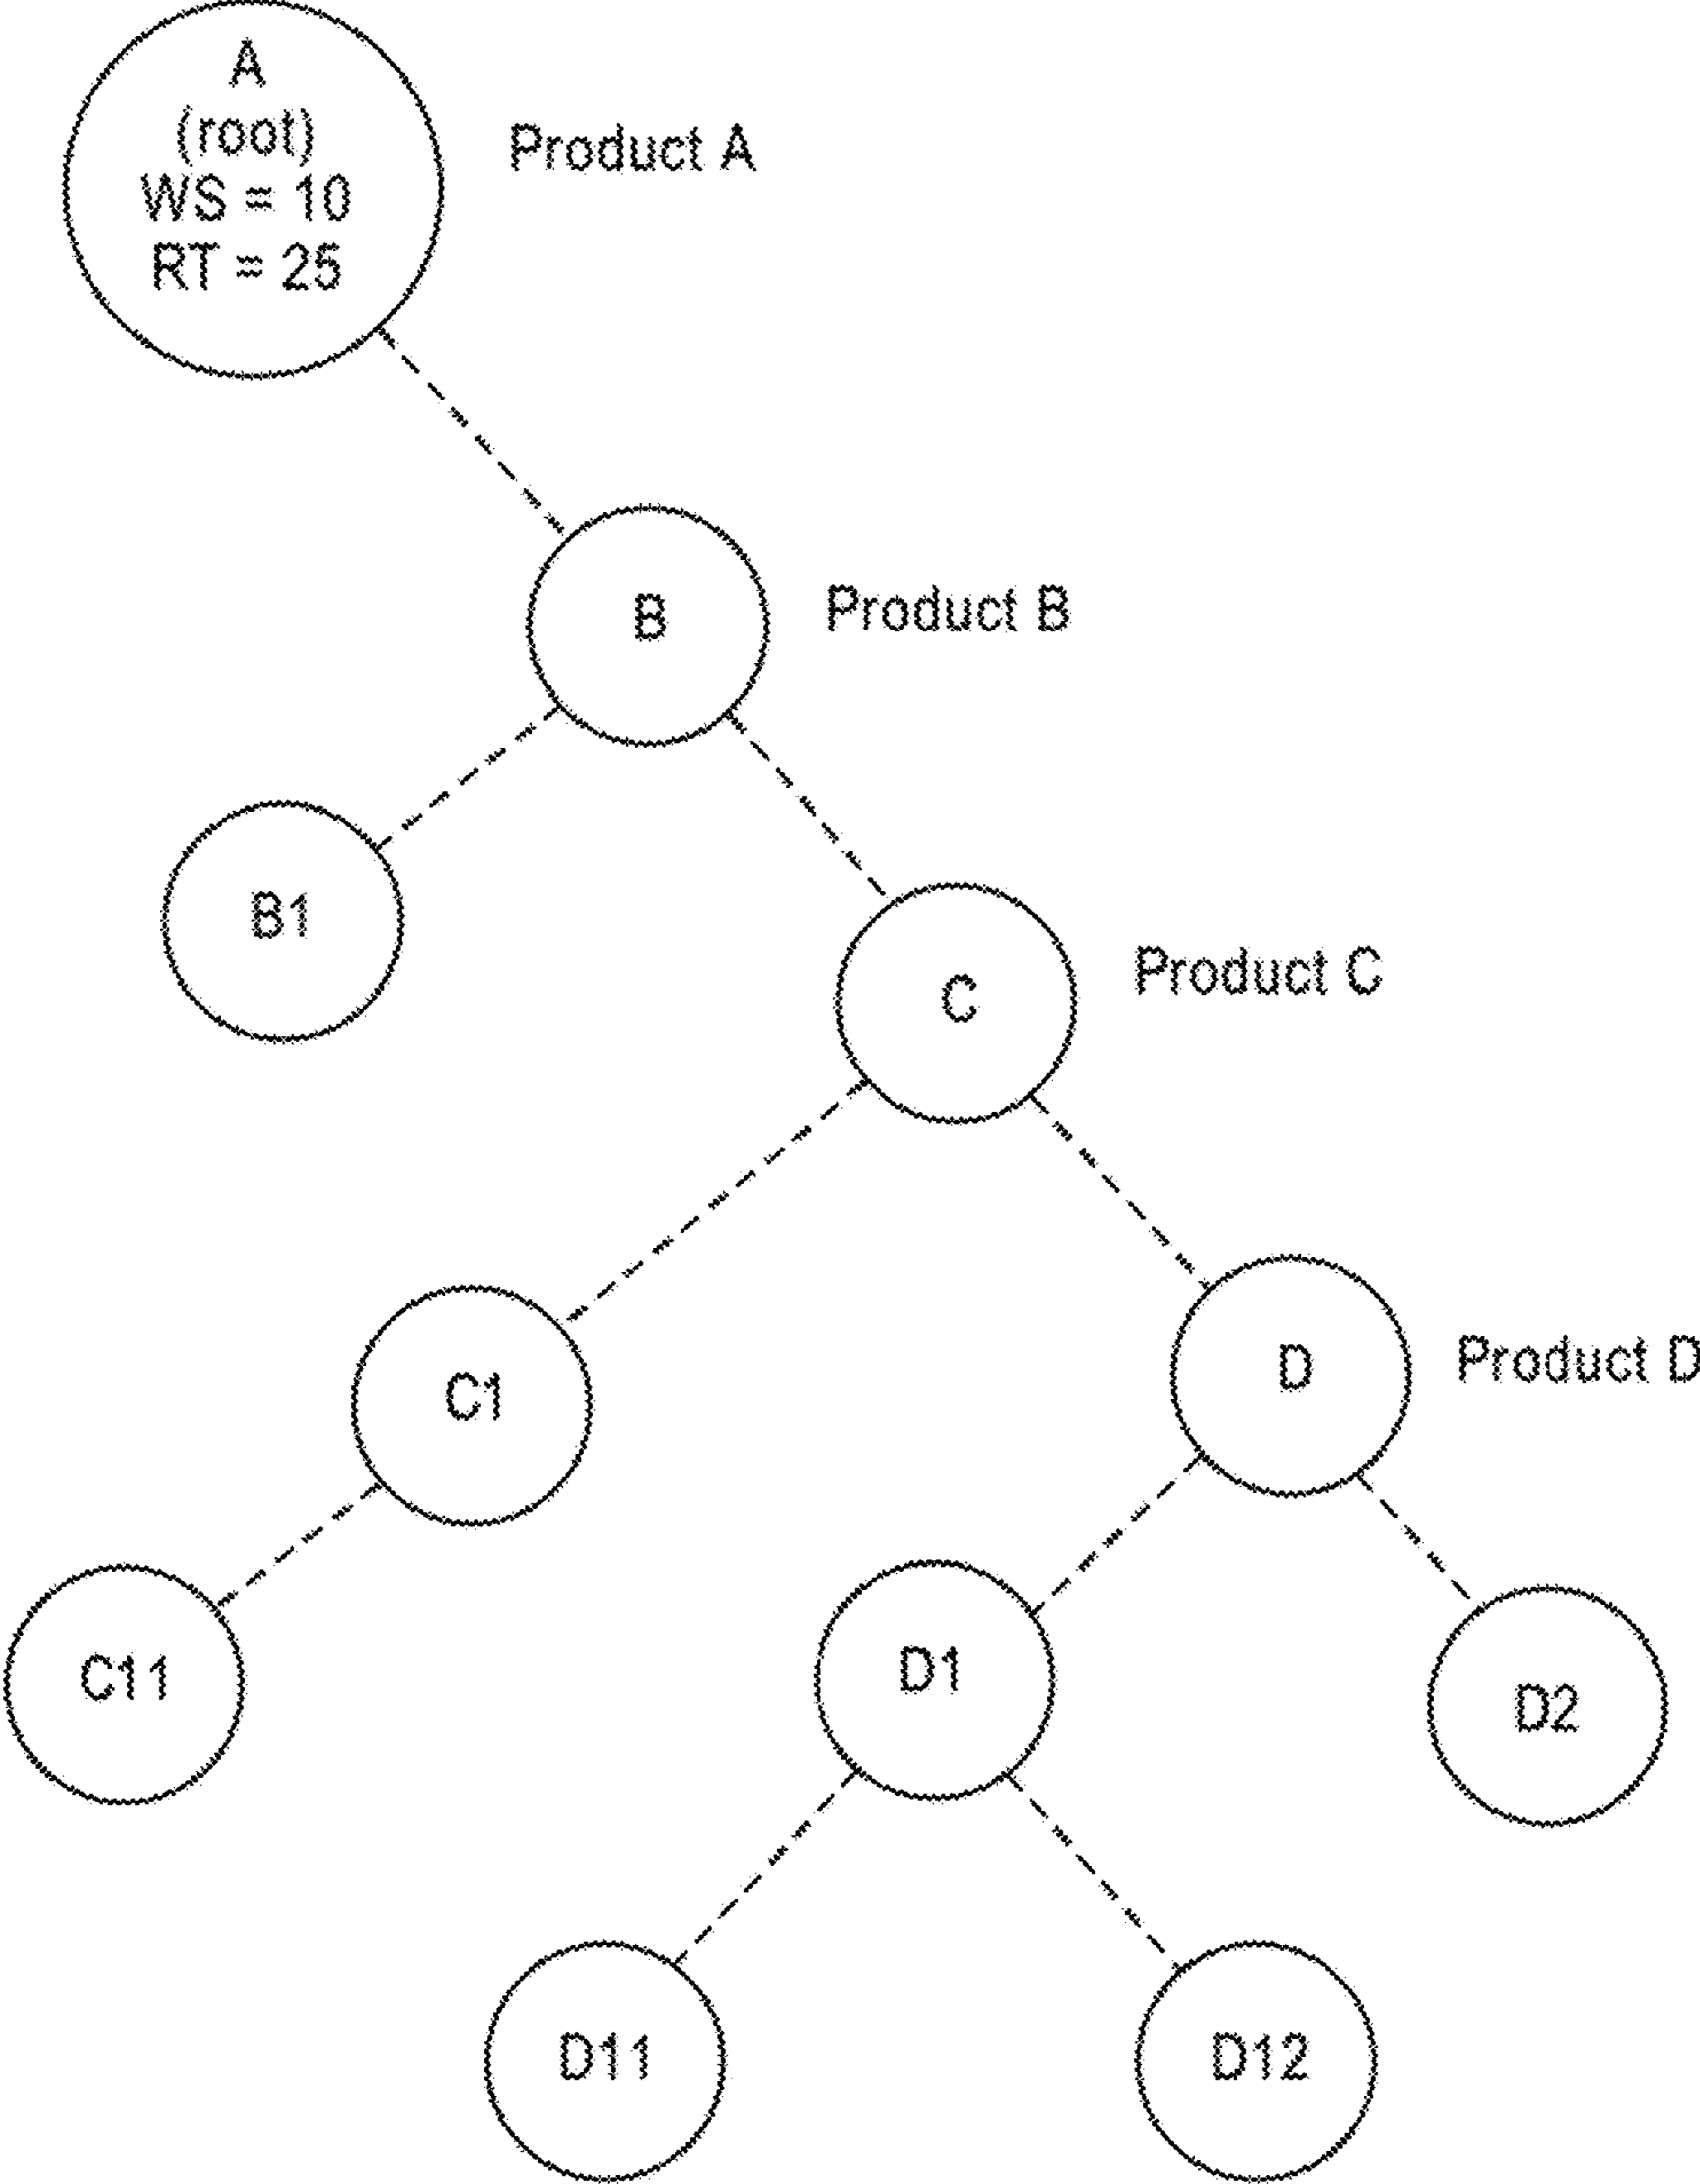 A
(root)
WS = 10
RT = 25
Product A
B
Product B
B1
C
Product C
C1
D
Product D
C11
D1
D2
D11
D12